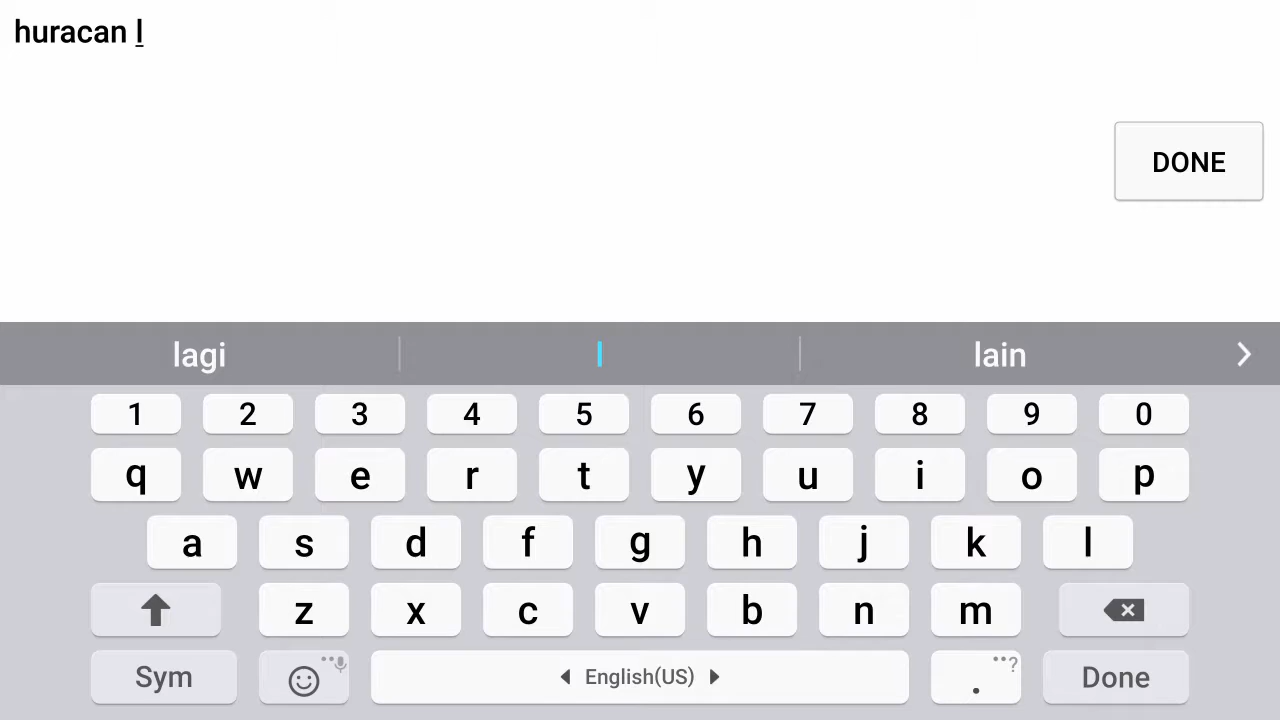 huracan l
DONE
lagi l lain
1 2 3 4 5 6 7 8 9 0
q w e r t y u i o p
a s d f g h j k l
z x c v b n m
Sym English(US) . ? Done